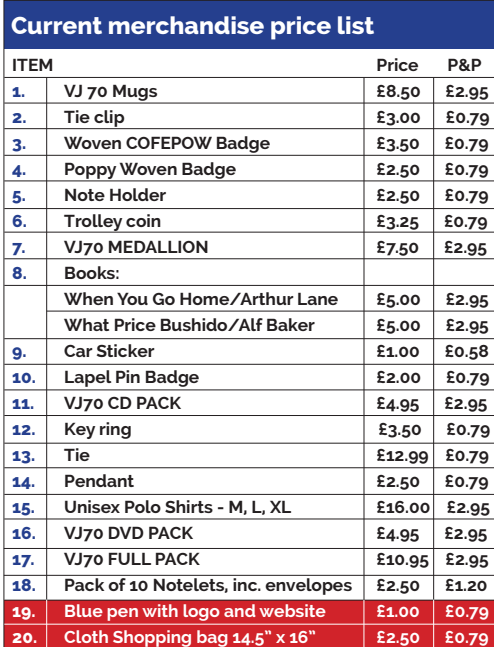 Current merchandise price list
ITEM Price P&P
1. VJ 70 Mugs £8.50 £2.95
2. Tie clip £3.00 £0.79
3. Woven COFEPOW Badge £3.50 £0.79
4. Poppy Woven Badge £2.50 £0.79
5. Note Holder £2.50 £0.79
6. Trolley coin £3.25 £0.79
7. VJ70 MEDALLION £7.50 £2.95
8. Books:
When You Go Home/Arthur Lane £5.00 £2.95
What Price Bushido/Alf Baker £5.00 £2.95
9. Car Sticker £1.00 £0.58
10. Lapel Pin Badge £2.00 £0.79
11. VJ70 CD PACK £4.95 £2.95
12. Key ring £3.50 £0.79
13. Tie £12.99 £0.79
14. Pendant £2.50 £0.79
15. Unisex Polo Shirts - M, L, XL £16.00 £2.95
16. VJ70 DVD PACK £4.95 £2.95
17. VJ70 FULL PACK £10.95 £2.95
18. Pack of 10 Notelets, inc. envelopes £2.50 £1.20
19. Blue pen with logo and website £1.00 £0.79
20. Cloth Shopping bag 14.5” x 16” £2.50 £0.79